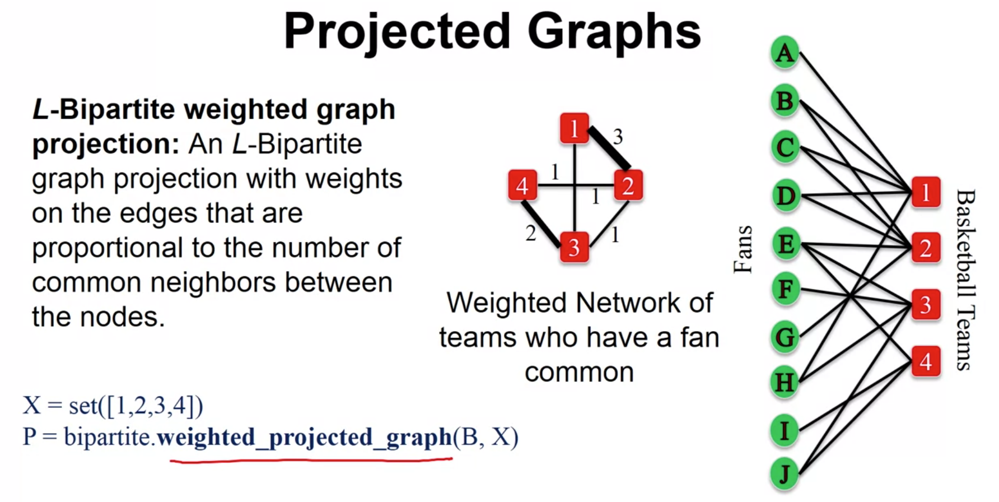 Projected Graphs
L-Bipartite weighted graph
projection: An L-Bipartite
graph projection with weights
on the edges that are
proportional to the number of
common neighbors between
the nodes.
X = set([1,2,3,4])
P = bipartite.weighted_projected_graph(B, X)
1
3
4
1
2
1
2
1
3
Weighted Network of
teams who have a fan
common
Fans
A
B
C
D
E
F
G
H
I
J
1
2
3
4
Basketball Teams